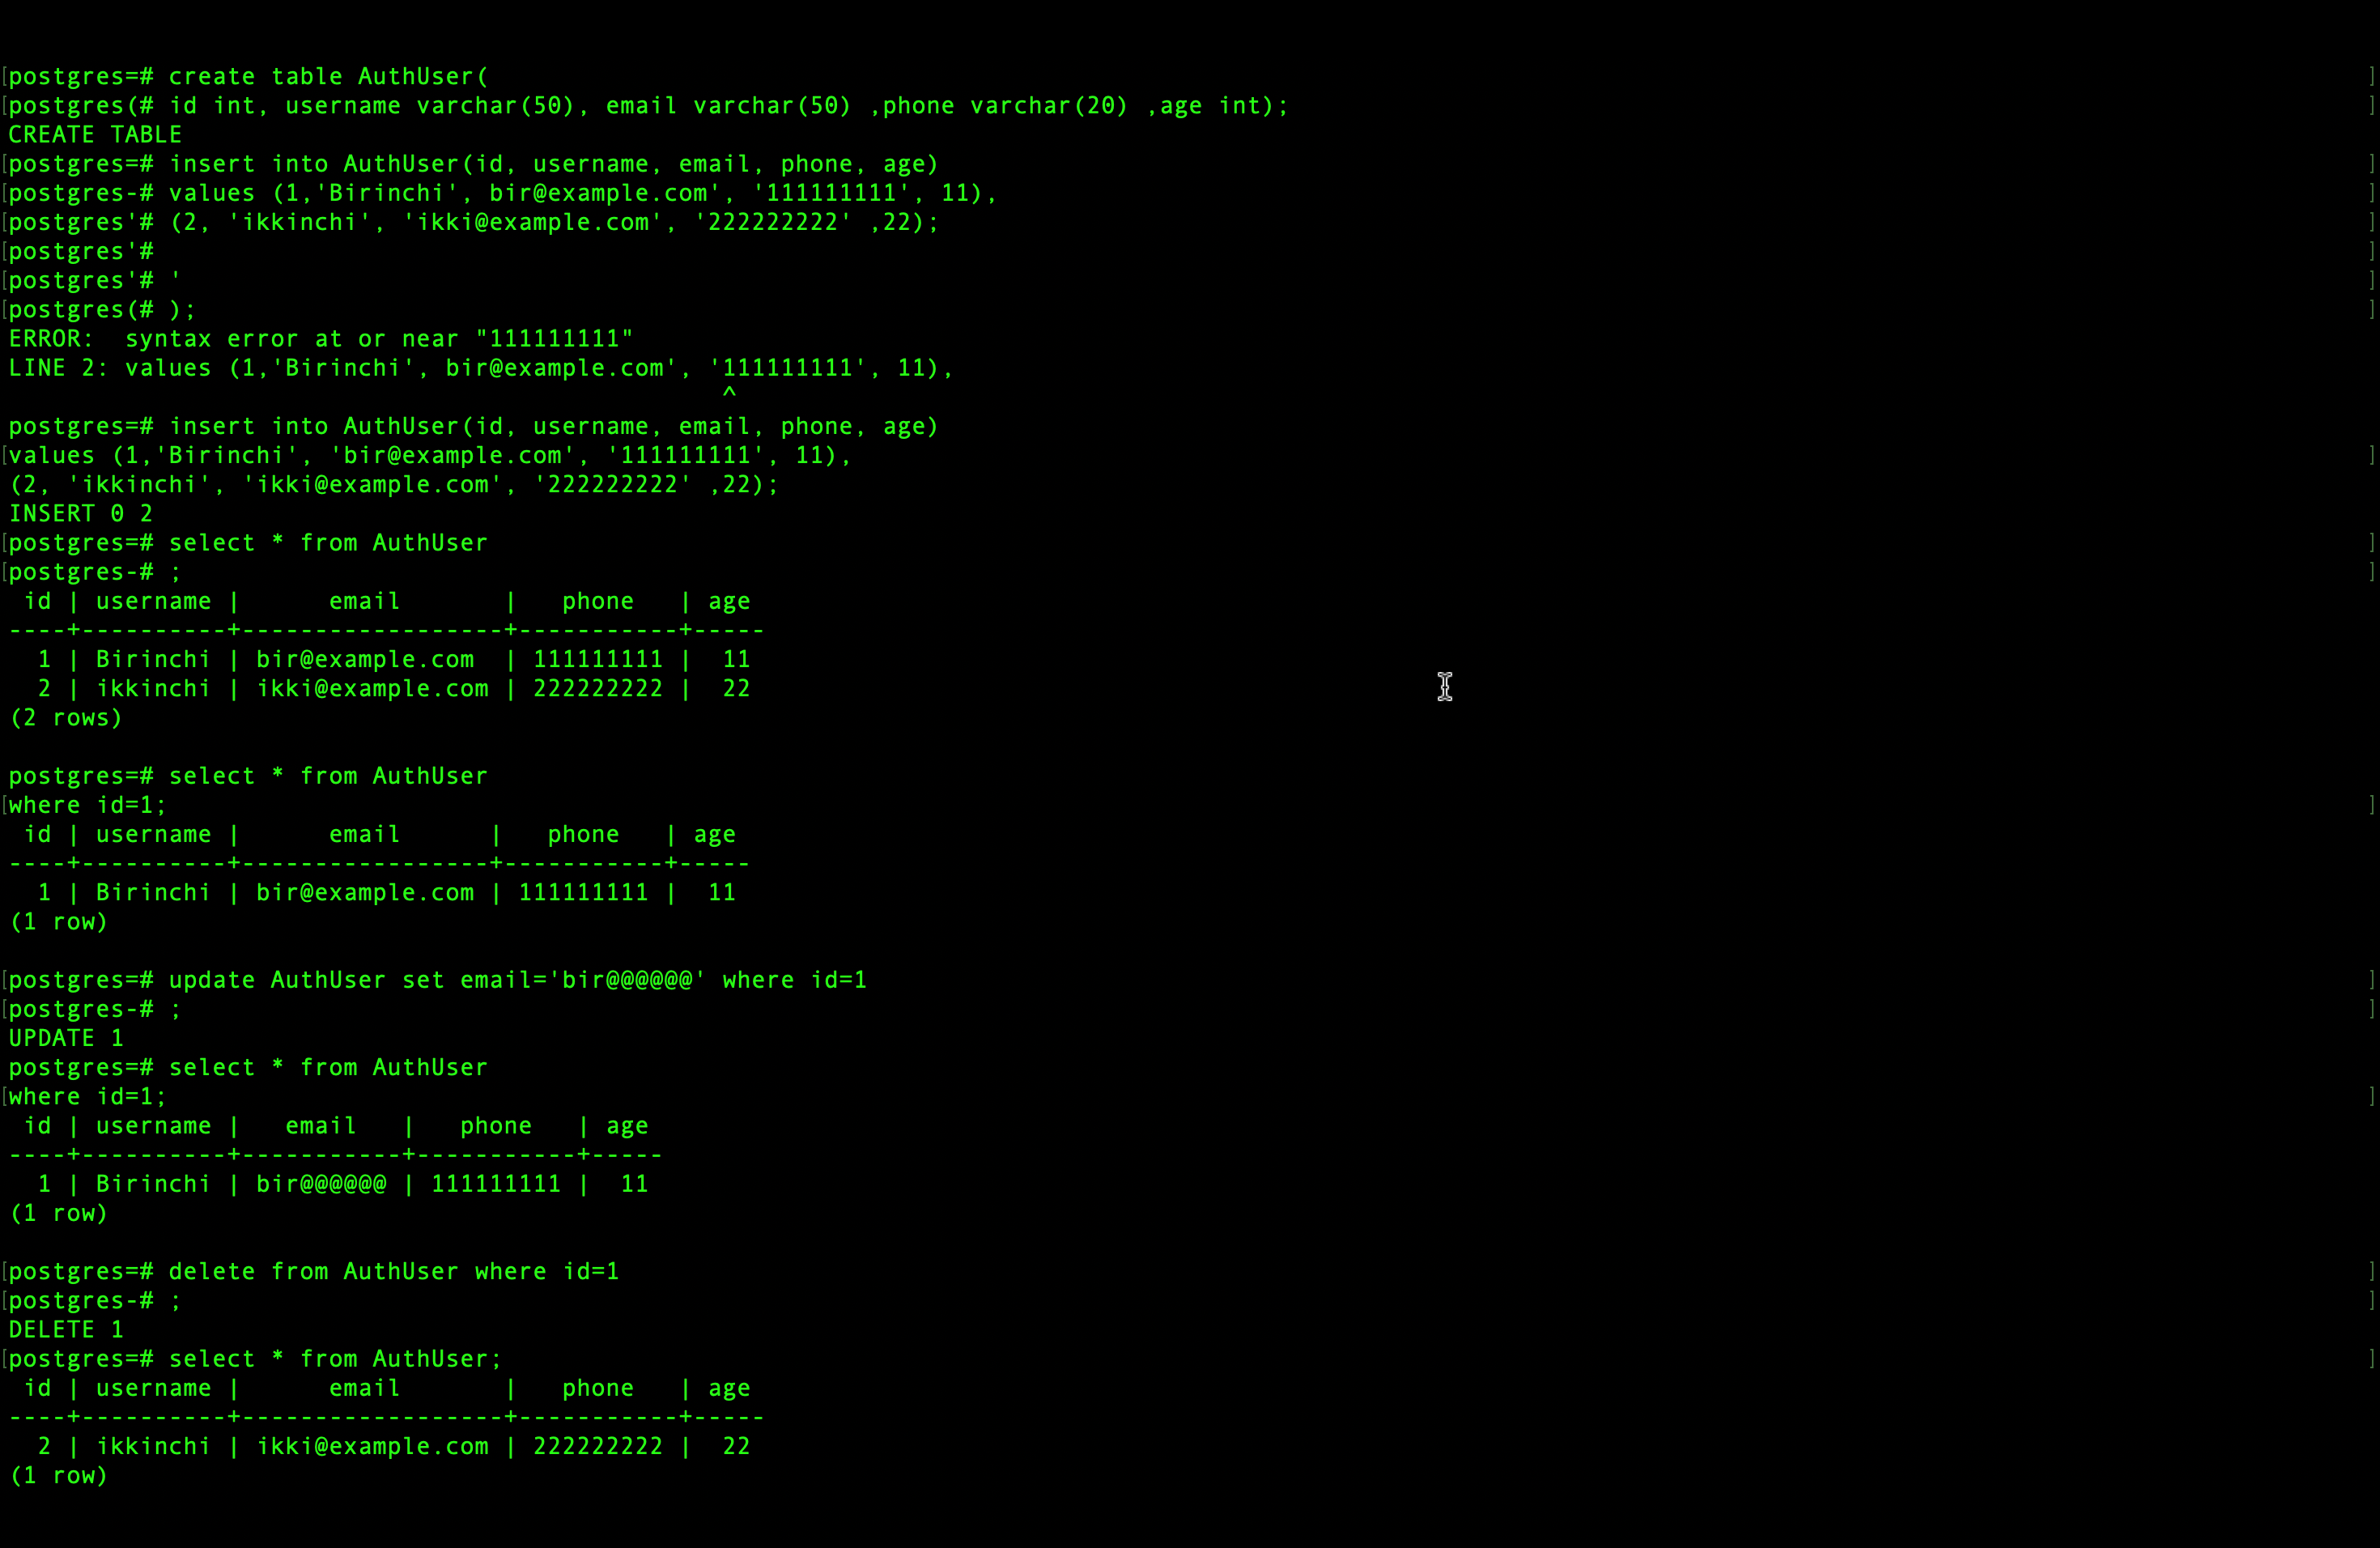 postgres=# create table AuthUser(
postgres(# id int, username varchar(50), email varchar(50) ,phone varchar(20) ,age int);
CREATE TABLE
postgres=# insert into AuthUser(id, username, email, phone, age)
postgres-# values (1,'Birinchi', bir@example.com', '111111111', 11),
postgres'# (2, 'ikkinchi', 'ikki@example.com', '222222222' ,22);
postgres'#
postgres'# '
postgres(# );
ERROR:  syntax error at or near "111111111"
LINE 2: values (1,'Birinchi', bir@example.com', '111111111', 11),
                                                 ^
postgres=# insert into AuthUser(id, username, email, phone, age)
values (1,'Birinchi', 'bir@example.com', '111111111', 11),
(2, 'ikkinchi', 'ikki@example.com', '222222222' ,22);
INSERT 0 2
postgres=# select * from AuthUser
postgres-# ;
 id | username |      email       |   phone   | age
----+----------+------------------+-----------+-----
  1 | Birinchi | bir@example.com  | 111111111 |  11
  2 | ikkinchi | ikki@example.com | 222222222 |  22
(2 rows)
postgres=# select * from AuthUser
where id=1;
 id | username |      email      |   phone   | age
----+----------+-----------------+-----------+-----
  1 | Birinchi | bir@example.com | 111111111 |  11
(1 row)
postgres=# update AuthUser set email='bir@@@@@@' where id=1
postgres-# ;
UPDATE 1
postgres=# select * from AuthUser
where id=1;
 id | username |   email   |   phone   | age
----+----------+-----------+-----------+-----
  1 | Birinchi | bir@@@@@@ | 111111111 |  11
(1 row)
postgres=# delete from AuthUser where id=1
postgres-# ;
DELETE 1
postgres=# select * from AuthUser;
 id | username |      email       |   phone   | age
----+----------+------------------+-----------+-----
  2 | ikkinchi | ikki@example.com | 222222222 |  22
(1 row)